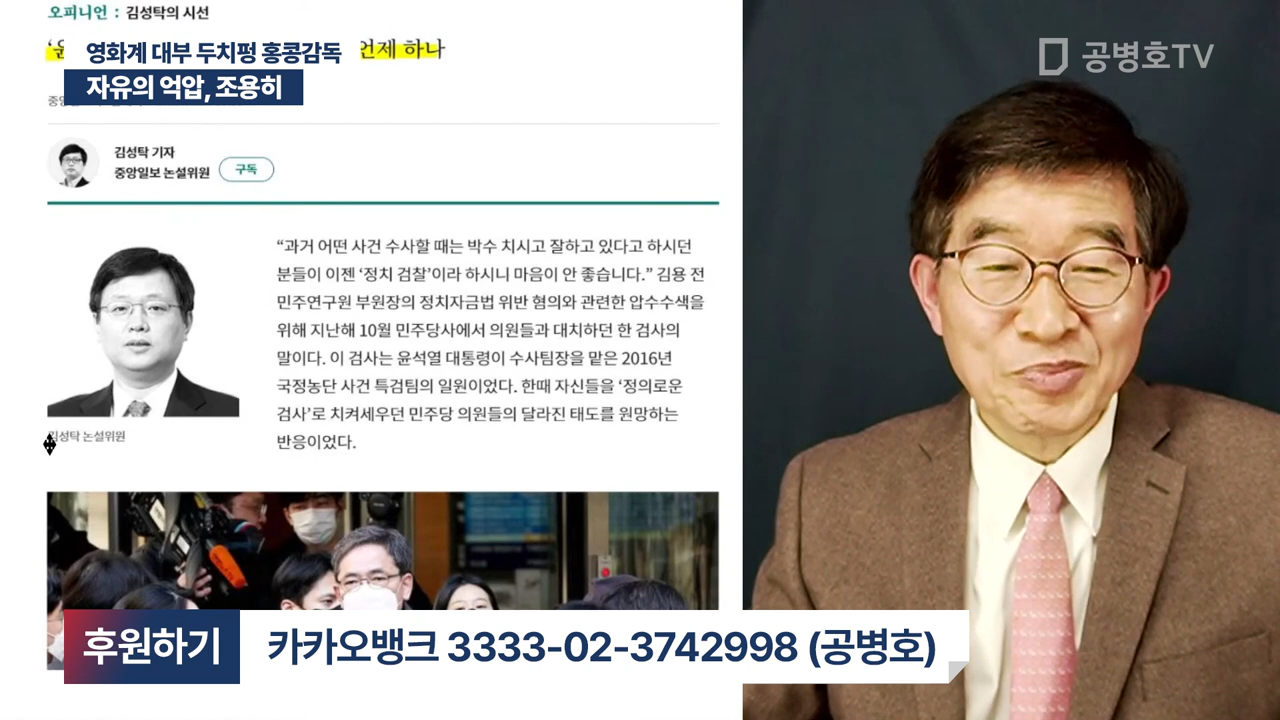 오피니언 : 김성탁의 시선
영화계 대부 두치펑 홍콩감독
언제 하나
자유의 억압, 조용히
공병호TV
김성탁 기자
중앙일보 논설위원
구독
“과거 어떤 사건 수사할 때는 박수 치시고 잘하고 있다고 하시던
분들이 이젠 ‘정치 검찰’이라 하시니 마음이 안 좋습니다.” 김용 전
민주연구원 부원장의 정치자금법 위반 혐의와 관련한 압수수색을
위해 지난해 10월 민주당사에서 의원들과 대치하던 한 검사의
말이다. 이 검사는 윤석열 대통령이 수사팀장을 맡은 2016년
국정농단 사건 특검팀의 일원이었다. 한때 자신들을 ‘정의로운
검사’로 치켜세우던 민주당 의원들의 달라진 태도를 원망하는
반응이었다.
김성탁 논설위원
후원하기
카카오뱅크 3333-02-3742998 (공병호)